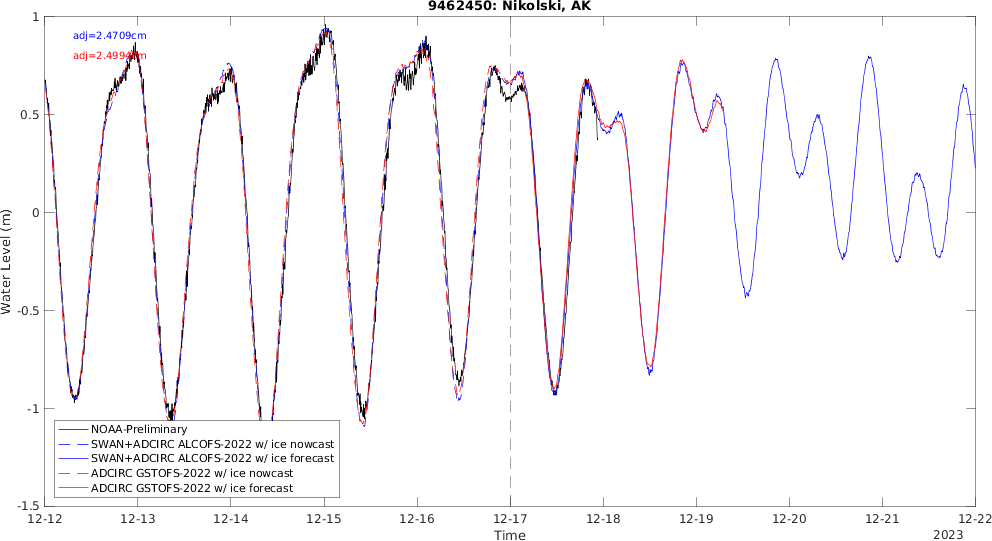 9462450: Nikolski, AK
adj=2.4709cm
adj=2.4994cm
Water Level (m)
1
0.5
0
-0.5
-1
-1.5
NOAA-Preliminary
SWAN+ADCIRC ALCOFS-2022 w/ ice nowcast
SWAN+ADCIRC ALCOFS-2022 w/ ice forecast
ADCIRC GSTOFS-2022 w/ ice nowcast
ADCIRC GSTOFS-2022 w/ ice forecast
12-12 12-13 12-14 12-15 12-16 12-17 12-18 12-19 12-20 12-21 12-22
Time
2023